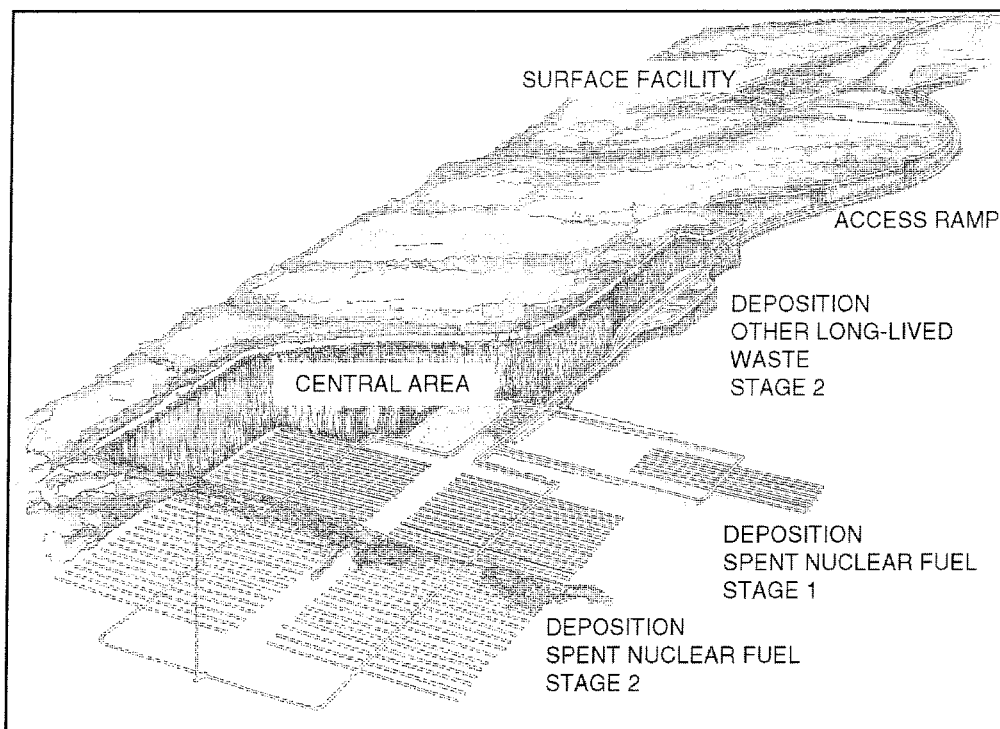 SURFACE FACILITY
ACCESS RAMP
DEPOSITION
OTHER LONG-LIVED
WASTE
STAGE 2
CENTRAL AREA
DEPOSITION
SPENT NUCLEAR FUEL
STAGE 1
DEPOSITION
SPENT NUCLEAR FUEL
STAGE 2